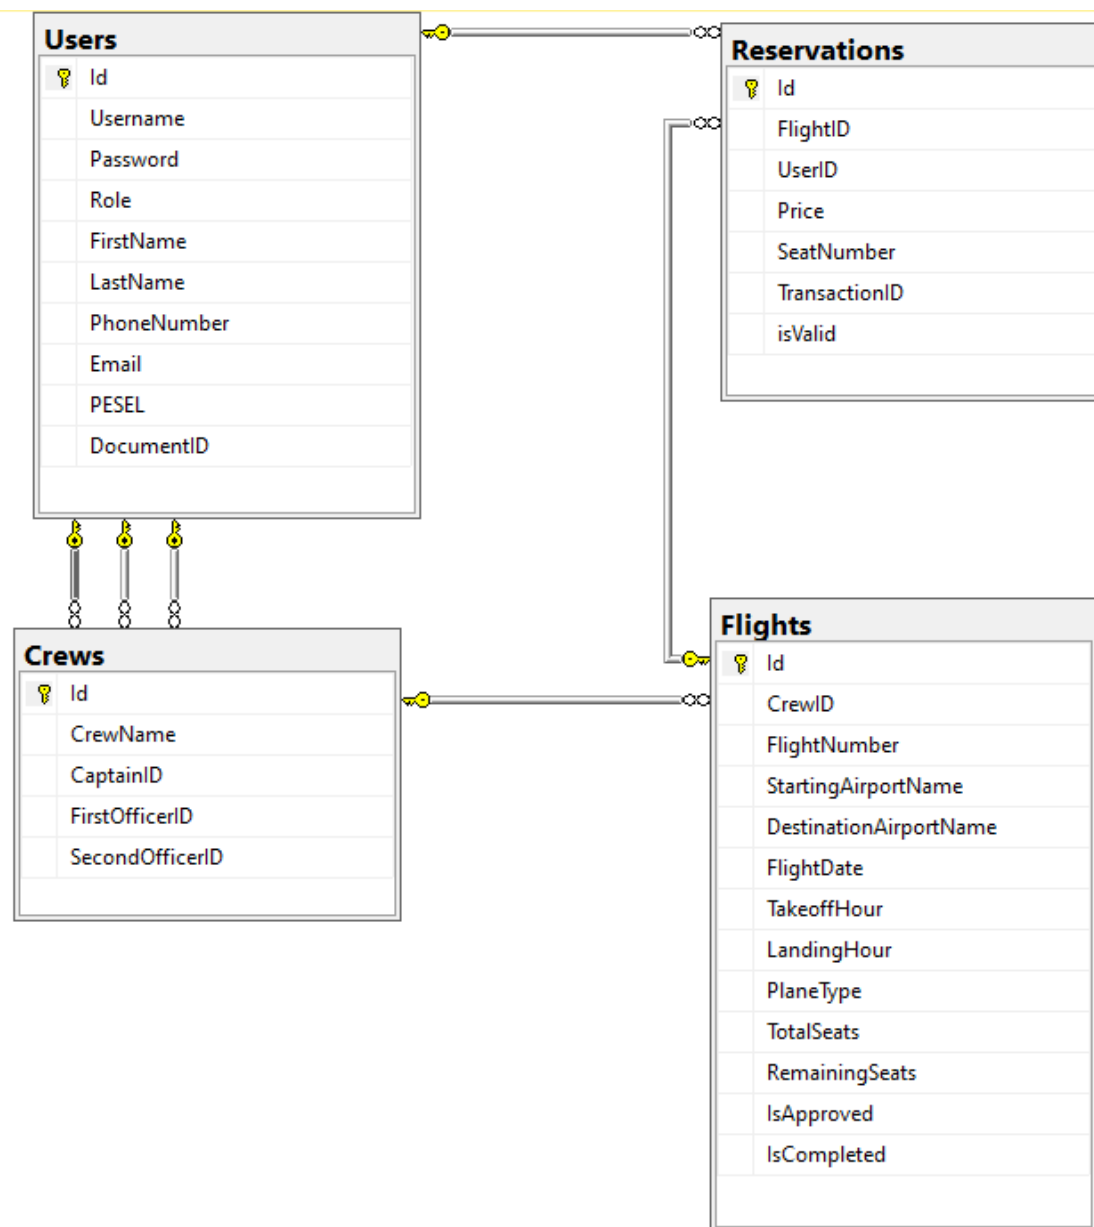 Users
Id
Username
Password
Role
FirstName
LastName
PhoneNumber
Email
PESEL
DocumentID
Reservations
Id
FlightID
UserID
Price
SeatNumber
TransactionID
isValid
Crews
Id
CrewName
CaptainID
FirstOfficerID
SecondOfficerID
Flights
Id
CrewID
FlightNumber
StartingAirportName
DestinationAirportName
FlightDate
TakeoffHour
LandingHour
PlaneType
TotalSeats
RemainingSeats
IsApproved
IsCompleted